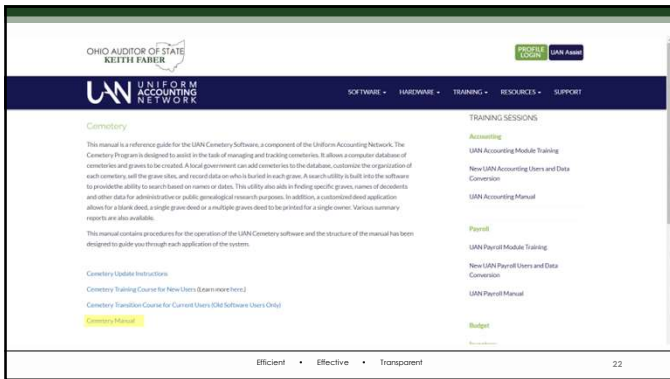 OHIO AUDITOR OF STATE
KEITH FABER
PROFILE
LOGIN
UAN Assist
UAN UNIFORM
ACCOUNTING
NETWORK
SOFTWARE
HARDWARE
TRAINING
RESOURCES
SUPPORT
Cemetery
This manual is a reference guide for the UAN Cemetery Software, a component of the Uniform Accounting Network. The
Cemetery Program is designed to assist in the task of managing and tracking cemeteries. It allows a computer database of
cemeteries and graves to be created. A local government can add cemeteries to the database, customize the organization of
each cemetery, sell the grave sites, and record data on who is buried in each grave. A search utility is built into the software
to providethe ability to search based on names or dates. This utility also aids in finding specific graves, names of decedents
and other data for administrative or public genealogical research purposes. In addition, a customized deed application
allows for a blank deed, a single grave deed or a multiple graves deed to be printed for a single owner. Various summary
reports are also available.
This manual contains procedures for the operation of the UAN Cemetery software and the structure of the manual has been
designed to guide you through each application of the system.
Cemetery Update Instructions
Cemetery Training Course for New Users (Learn more here.)
Cemetery Transition Course for Current Users (Old Software Users Only)
Cemetery Manual
TRAINING SESSIONS
Accounting
UAN Accounting Module Training
New UAN Accounting Users and Data
Conversion
UAN Accounting Manual
Payroll
UAN Payroll Module Training
New UAN Payroll Users and Data
Conversion
UAN Payroll Manual
Budget
Efficient • Effective • Transparent
22